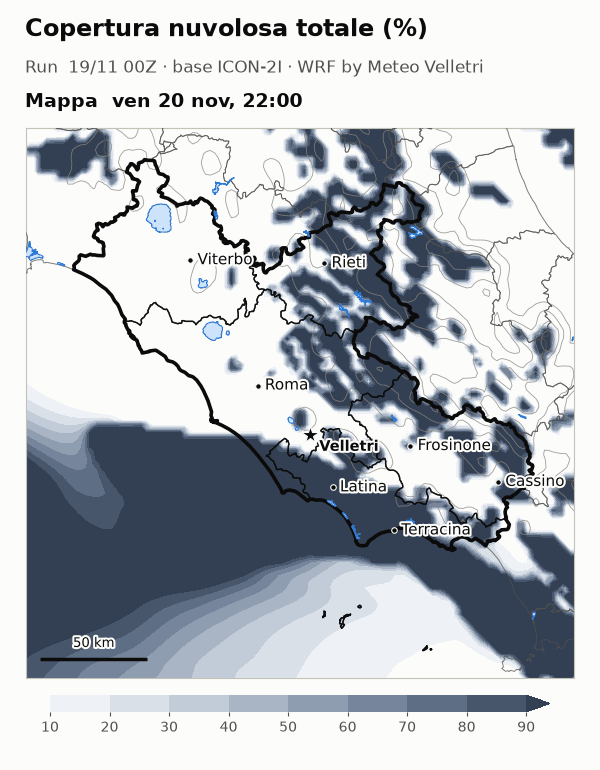 Copertura nuvolosa totale (%)
Run  19/11 00Z · base ICON-2I · WRF by Meteo Velletri
Mappa  ven 20 nov, 22:00
Viterbo
Rieti
Roma
Velletri
Frosinone
Latina
Cassino
Terracina
50 km
10 20 30 40 50 60 70 80 90